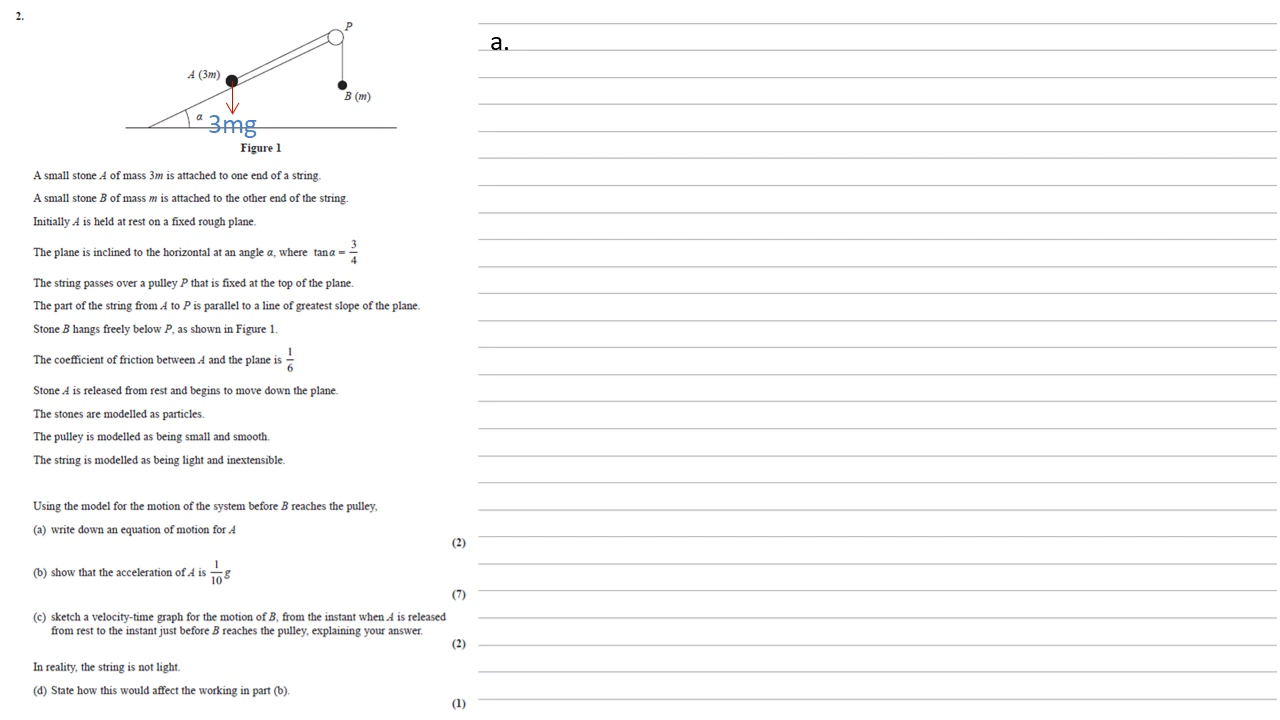 2.
P
A (3m)
B (m)
α
3mg
Figure 1
A small stone A of mass 3m is attached to one end of a string.
A small stone B of mass m is attached to the other end of the string.
Initially A is held at rest on a fixed rough plane.
The plane is inclined to the horizontal at an angle α, where tan α = 3/4
The string passes over a pulley P that is fixed at the top of the plane.
The part of the string from A to P is parallel to a line of greatest slope of the plane.
Stone B hangs freely below P, as shown in Figure 1.
The coefficient of friction between A and the plane is 1/6
Stone A is released from rest and begins to move down the plane.
The stones are modelled as particles.
The pulley is modelled as being small and smooth.
The string is modelled as being light and inextensible.
Using the model for the motion of the system before B reaches the pulley,
(a) write down an equation of motion for A
(2)
(b) show that the acceleration of A is 1/10 g
(7)
(c) sketch a velocity-time graph for the motion of B, from the instant when A is released
from rest to the instant just before B reaches the pulley, explaining your answer.
(2)
In reality, the string is not light.
(d) State how this would affect the working in part (b).
(1)
a.